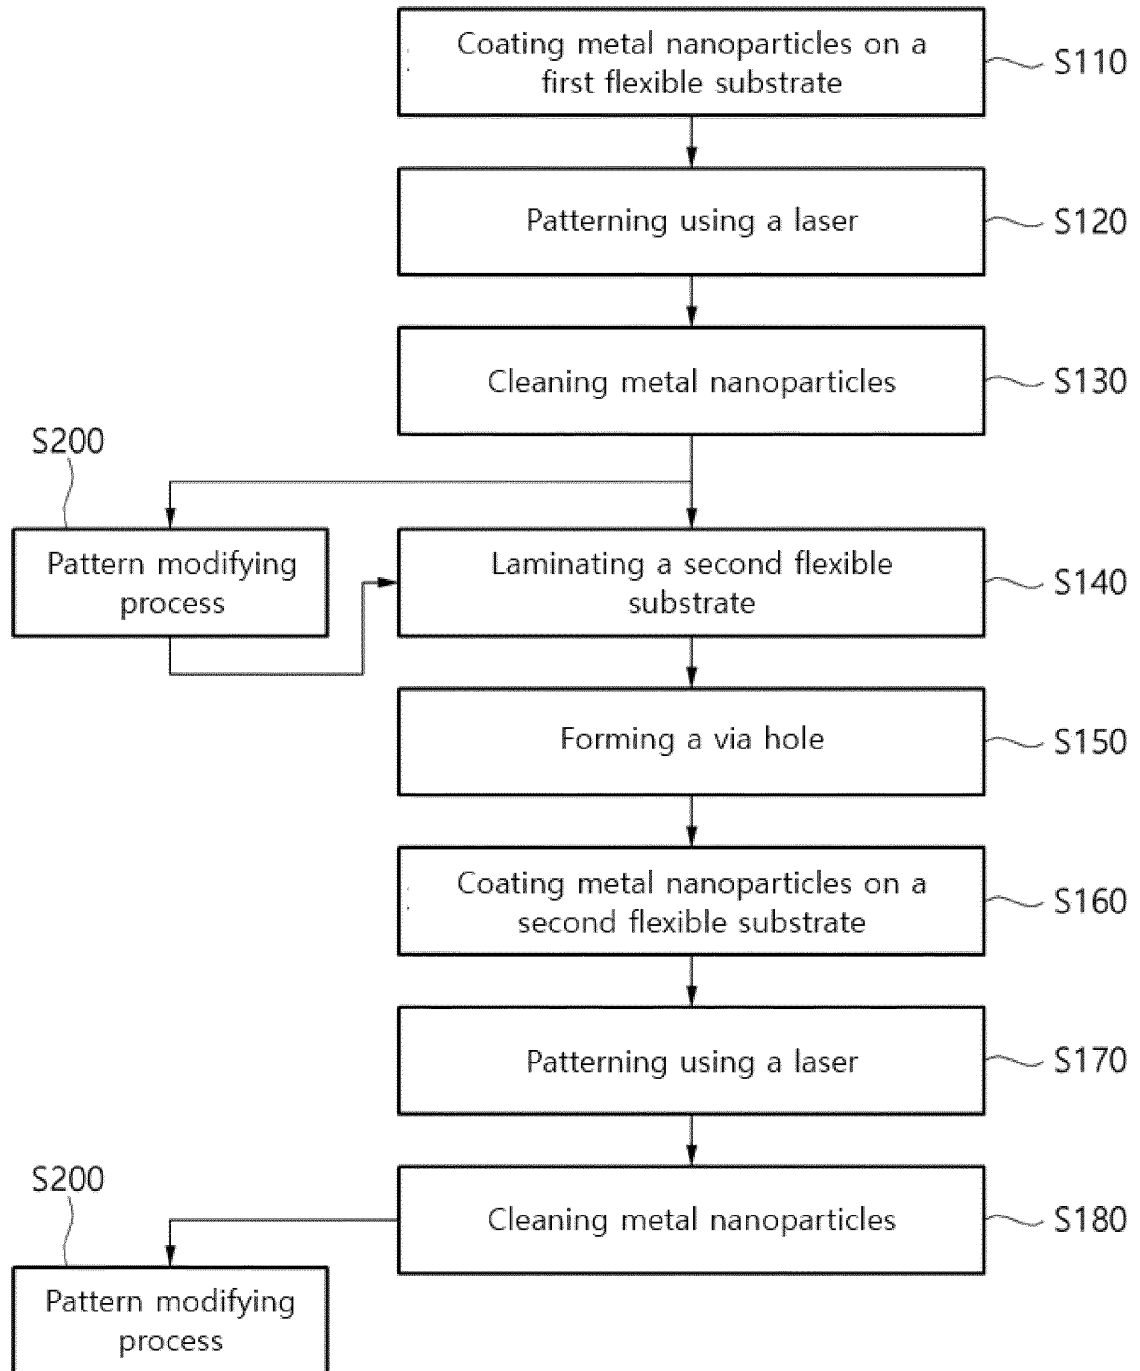 Coating metal nanoparticles on a
first flexible substrate
S110
Patterning using a laser
S120
Cleaning metal nanoparticles
S130
S200
Pattern modifying
process
Laminating a second flexible
substrate
S140
Forming a via hole
S150
Coating metal nanoparticles on a
second flexible substrate
S160
Patterning using a laser
S170
Cleaning metal nanoparticles
S180
S200
Pattern modifying
process